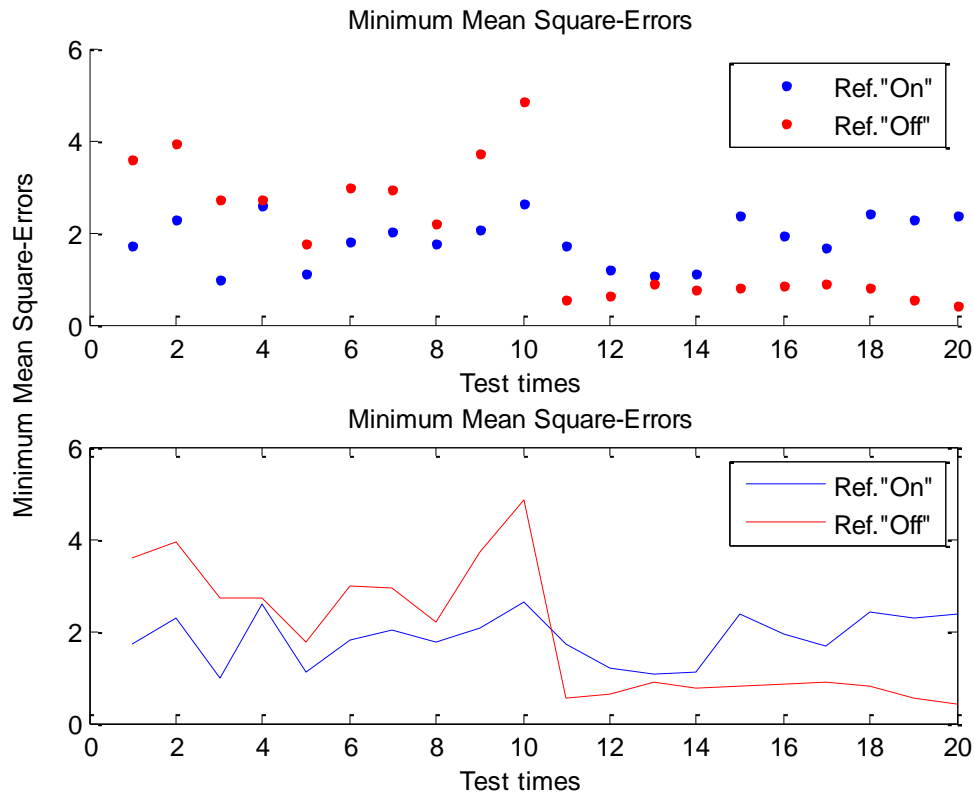 Minimum Mean Square-Errors
6
4
2
0
Ref."On"
Ref."Off"
0 2 4 6 8 10 12 14 16 18 20
Test times
Minimum Mean Square-Errors
Minimum Mean Square-Errors
6
4
2
0
Ref."On"
Ref."Off"
0 2 4 6 8 10 12 14 16 18 20
Test times